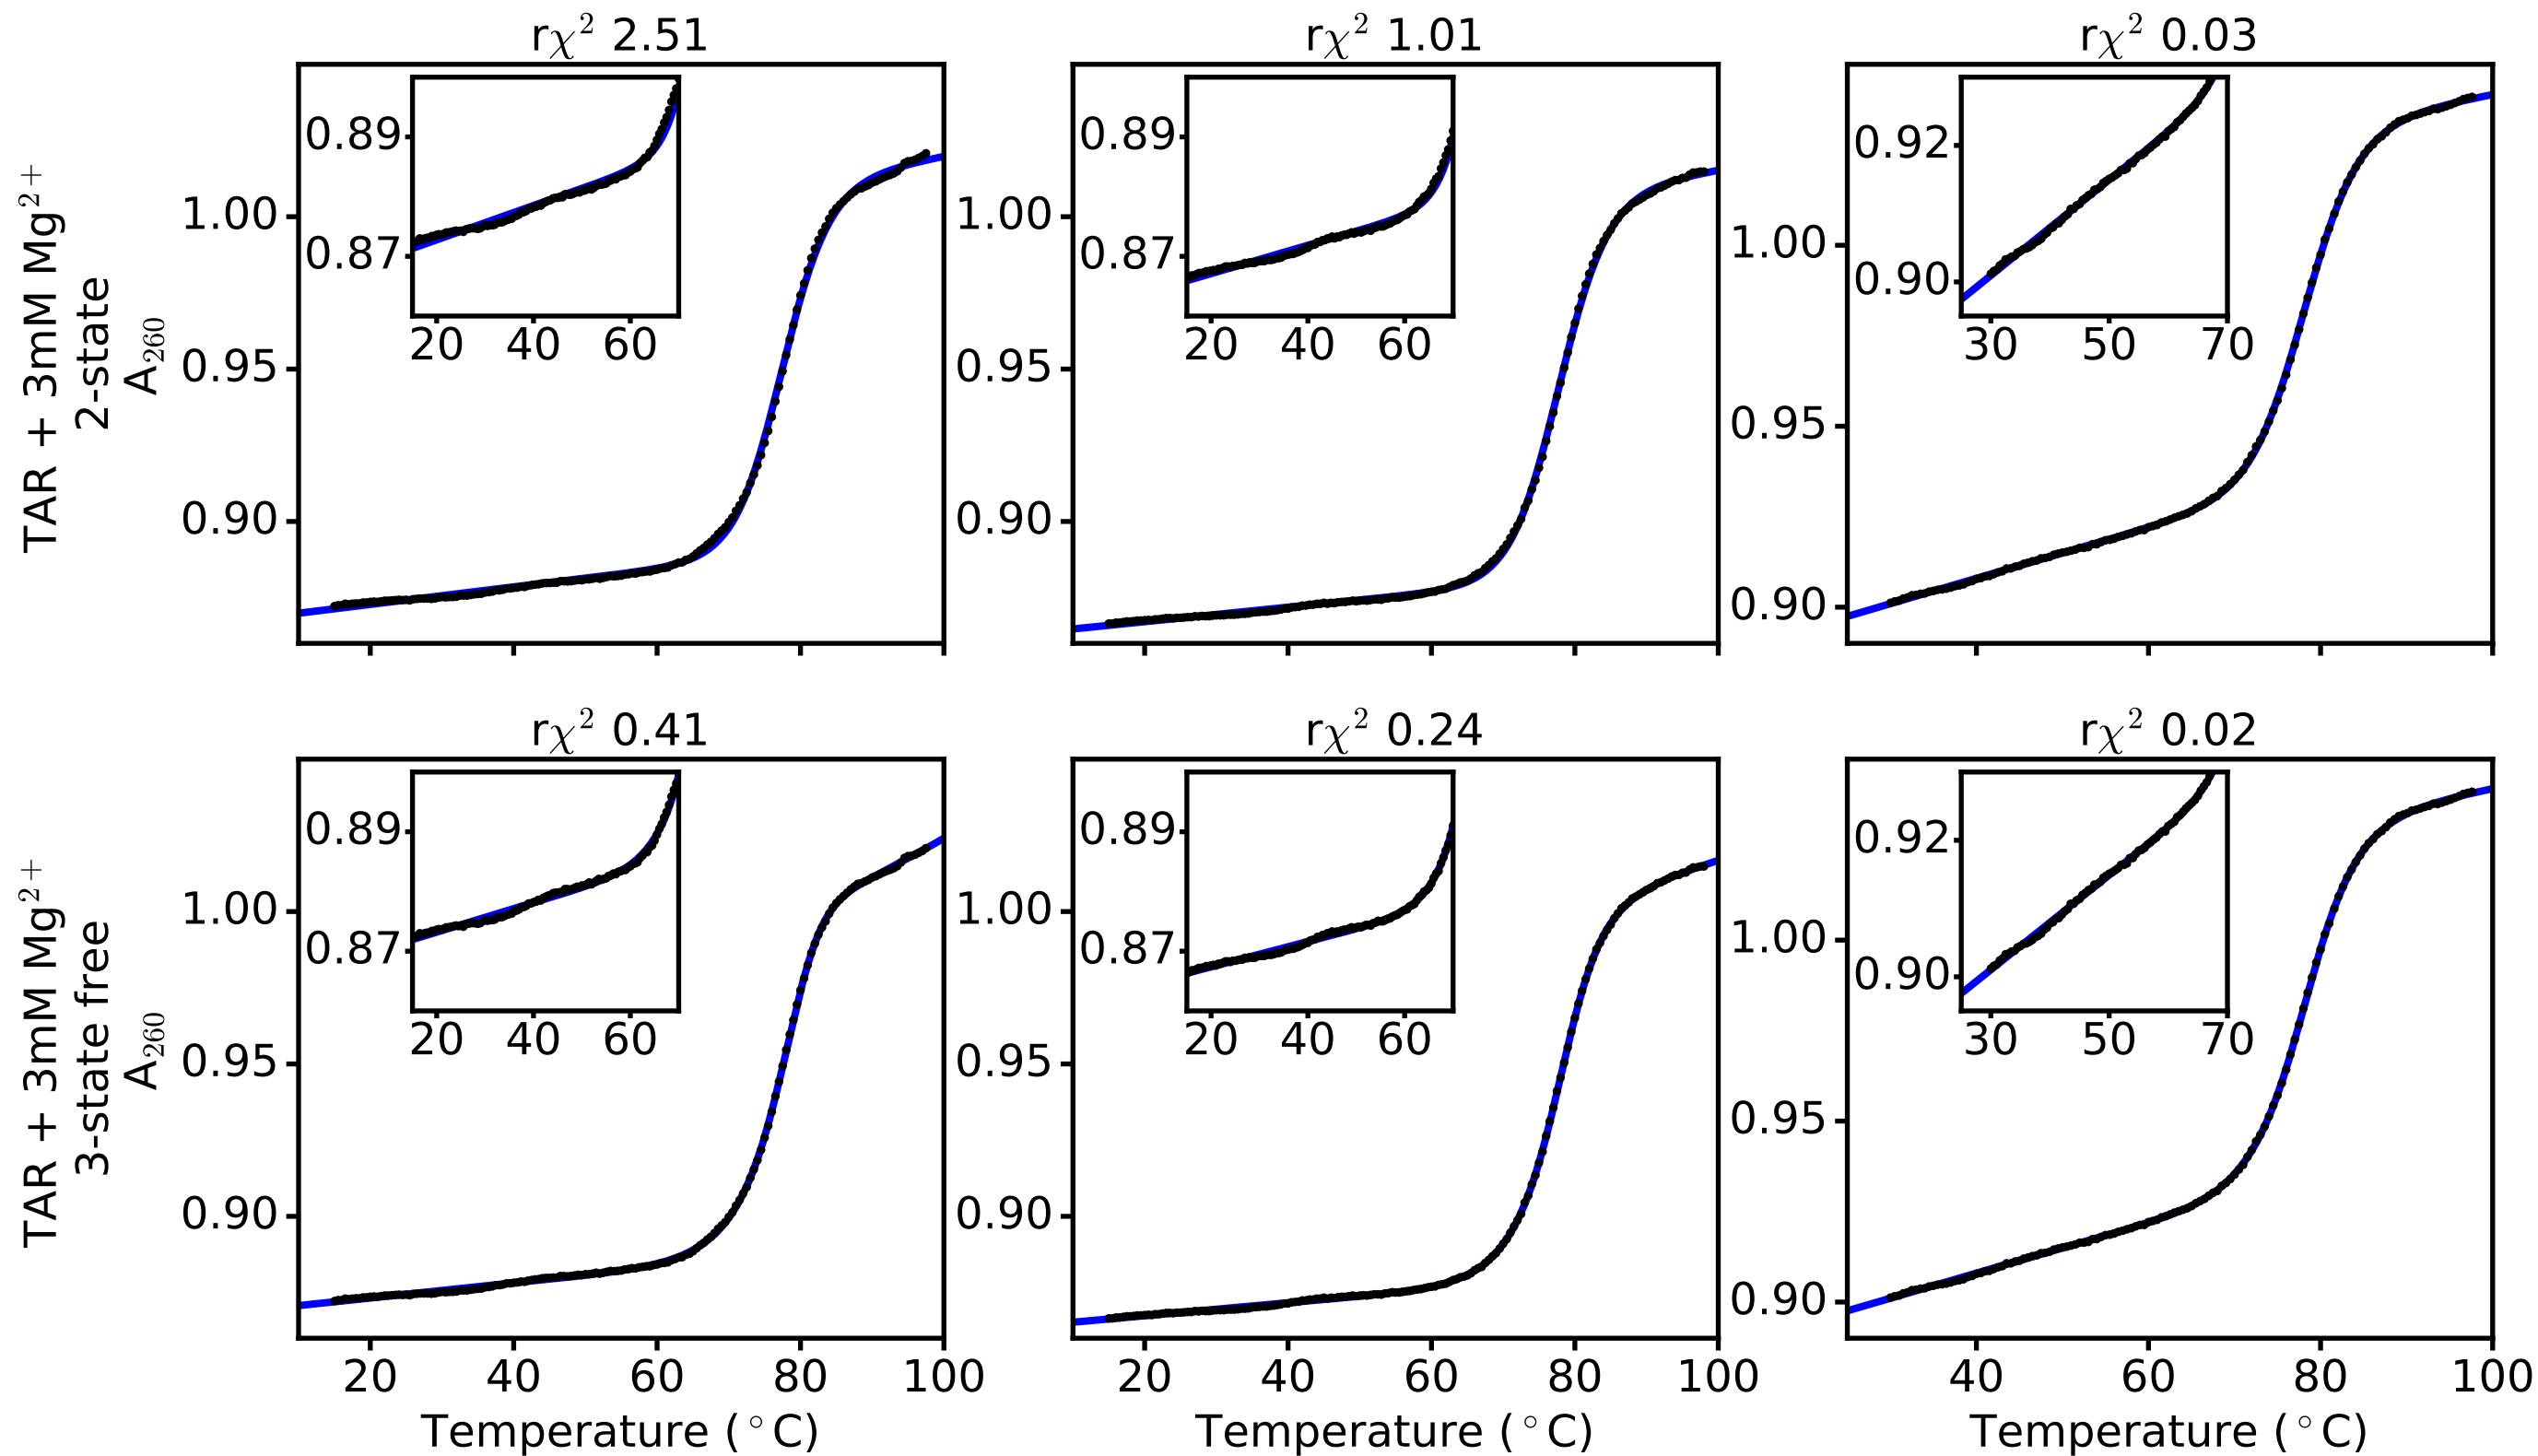 rχ² 2.51
rχ² 1.01
rχ² 0.03
TAR + 3mM Mg²⁺
2-state
A₂₆₀
1.00
0.95
0.90
0.89
0.87
20 40 60
1.00
0.95
0.90
0.89
0.87
20 40 60
1.00
0.95
0.90
0.92
0.90
30 50 70
rχ² 0.41
rχ² 0.24
rχ² 0.02
TAR + 3mM Mg²⁺
3-state free
A₂₆₀
1.00
0.95
0.90
0.89
0.87
20 40 60
20 40 60 80 100
Temperature (°C)
1.00
0.95
0.90
0.89
0.87
20 40 60
20 40 60 80 100
Temperature (°C)
1.00
0.95
0.90
0.92
0.90
30 50 70
40 60 80 100
Temperature (°C)